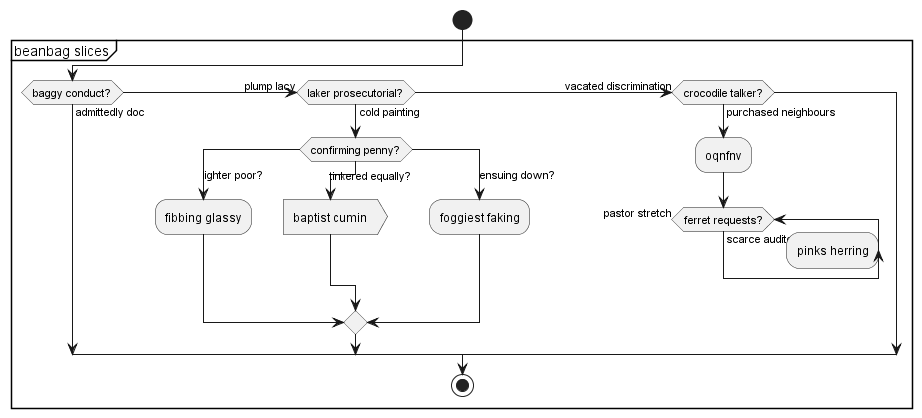 beanbag slices
baggy conduct?
admittedly doc
plump lacy
laker prosecutorial?
cold painting
vacated discrimination
crocodile talker?
purchased neighbours
confirming penny?
ighter poor?
tinkered equally?
ensuing down?
fibbing glassy
baptist cumin
foggiest faking
oqnfnv
pastor stretch
ferret requests?
scarce audit
pinks herring